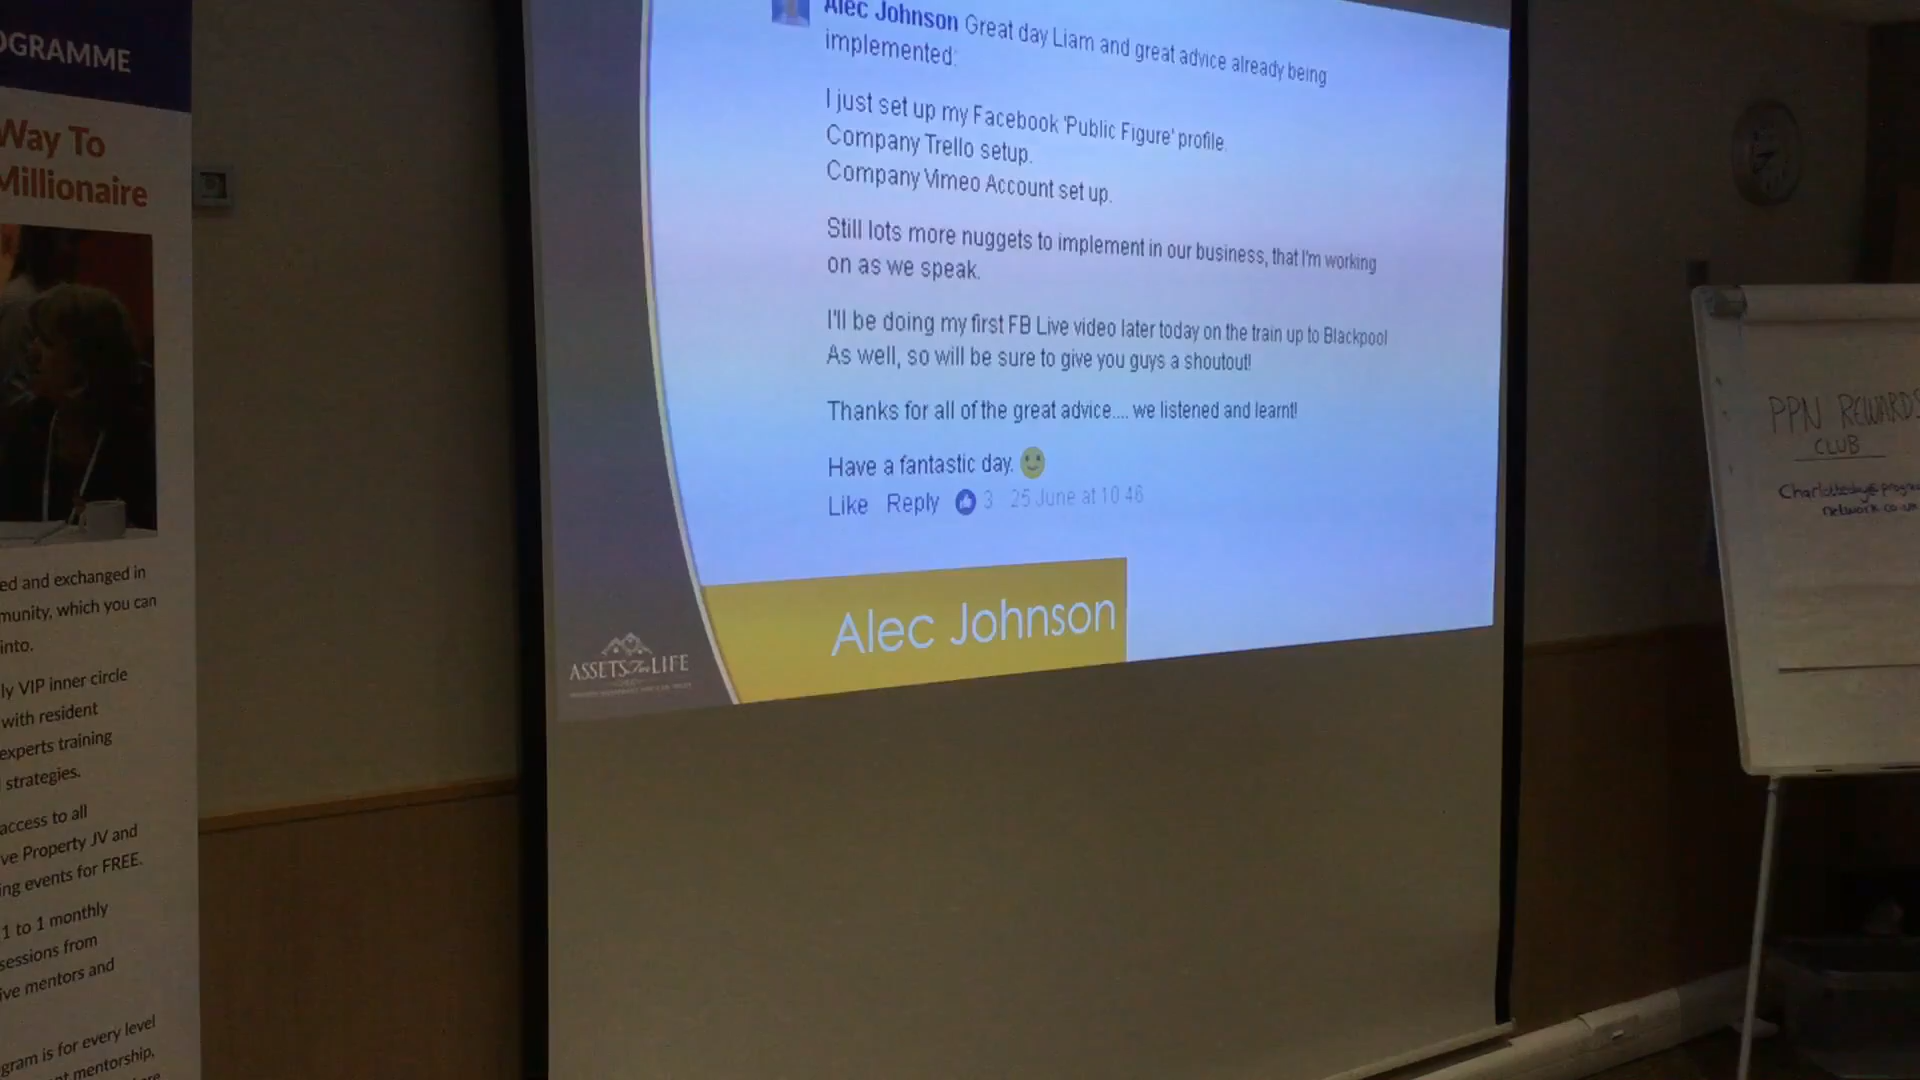 OGRAMME
Way To
Millionaire
ed and exchanged in
munity, which you can
into.
ly VIP inner circle
with resident
experts training
strategies.
access to all
ve Property JV and
ing events for FREE.
1 to 1 monthly
sessions from
ive mentors and
gram is for every level
nt mentorship,
Alec Johnson Great day Liam and great advice already being
implemented:
I just set up my Facebook 'Public Figure' profile.
Company Trello setup.
Company Vimeo Account set up.
Still lots more nuggets to implement in our business, that I'm working
on as we speak.
I'll be doing my first FB Live video later today on the train up to Blackpool
As well, so will be sure to give you guys a shoutout!
Thanks for all of the great advice.... we listened and learnt!
Have a fantastic day. 🙂
Like Reply 3 25 June at 10:46
Alec Johnson
ASSETS For LIFE
PPN REWARDS
CLUB
network.co.uk